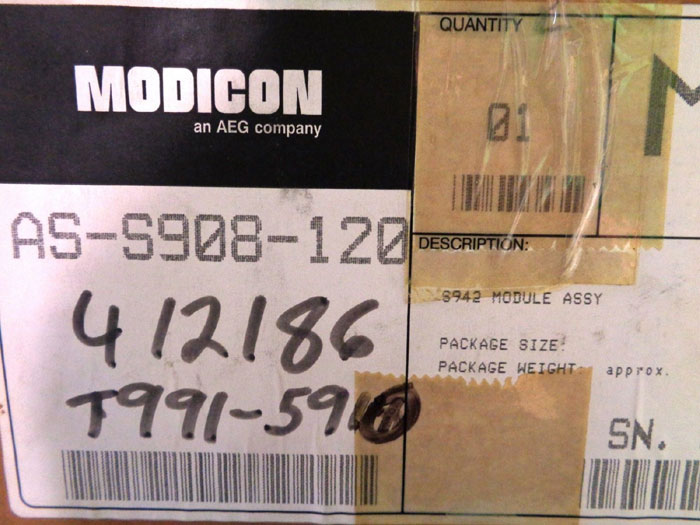 MODICON
an AEG company
QUANTITY
01
AS-S908-120
DESCRIPTION:
S942 MODULE ASSY
412186
PACKAGE SIZE:
PACKAGE WEIGHT: approx.
SN.